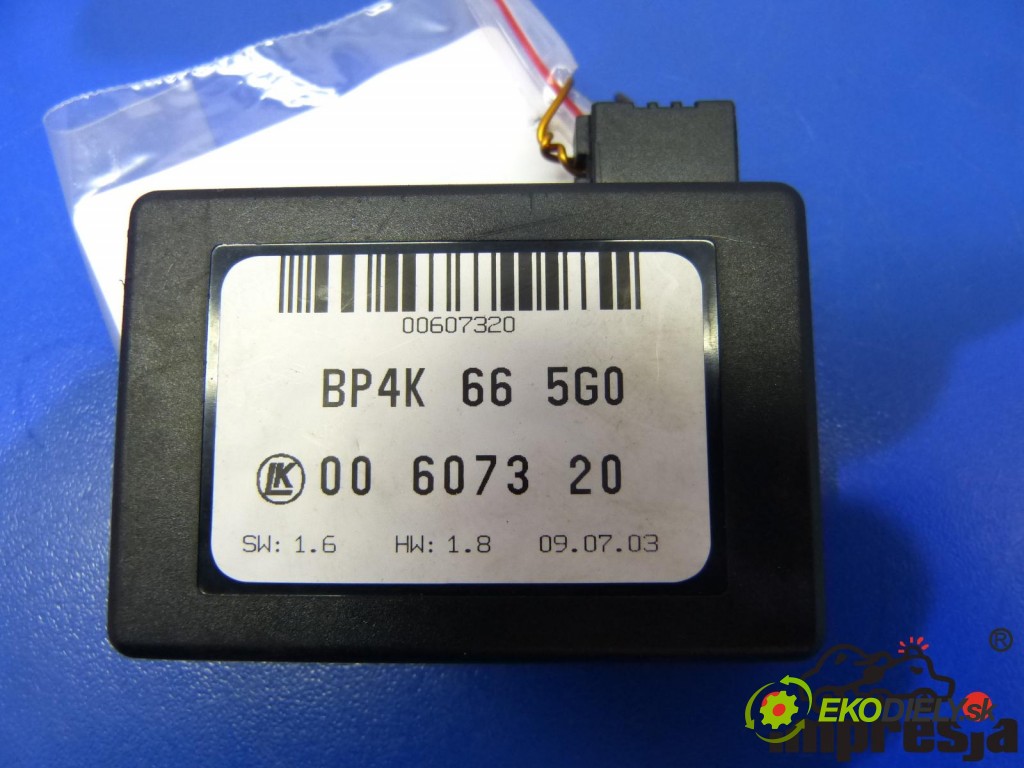 00607320
BP4K 66 5G0
LK 00 6073 20
SW: 1.6 HW: 1.8 09.07.03
®
EKODIELY.sk
impresja